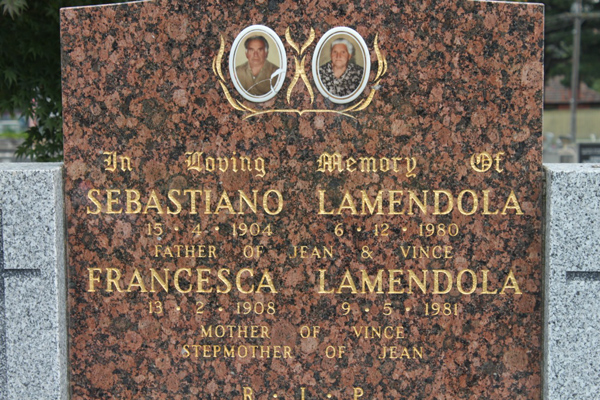 In Loving Memory Of
SEBASTIANO LAMENDOLA
15 · 4 · 1904 6 · 12 · 1980
FATHER OF JEAN & VINCE
FRANCESCA LAMENDOLA
13 · 2 · 1908 9 · 5 · 1981
MOTHER OF VINCE
STEPMOTHER OF JEAN
R · I · P